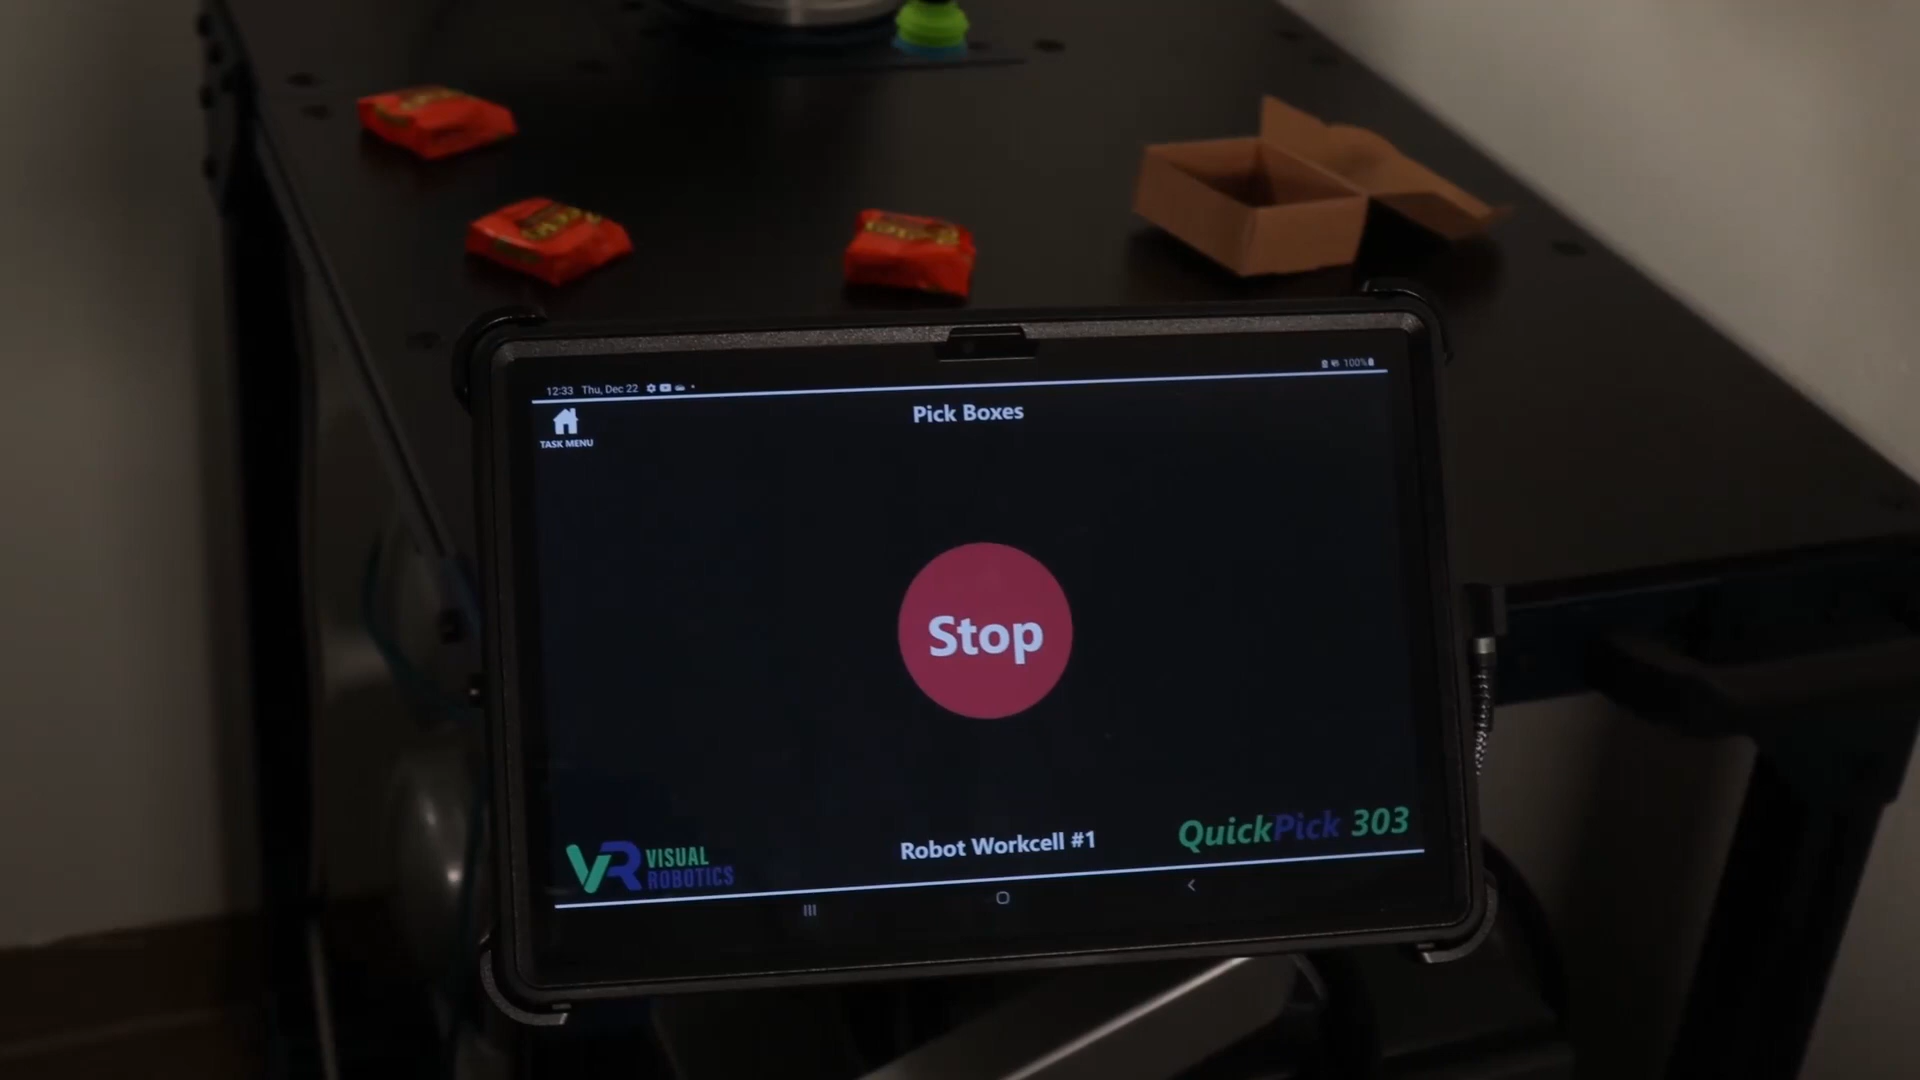 12:33 Thu, Dec 22
100%
TASK MENU
Pick Boxes
Stop
VR VISUAL
ROBOTICS
Robot Workcell #1
QuickPick 303